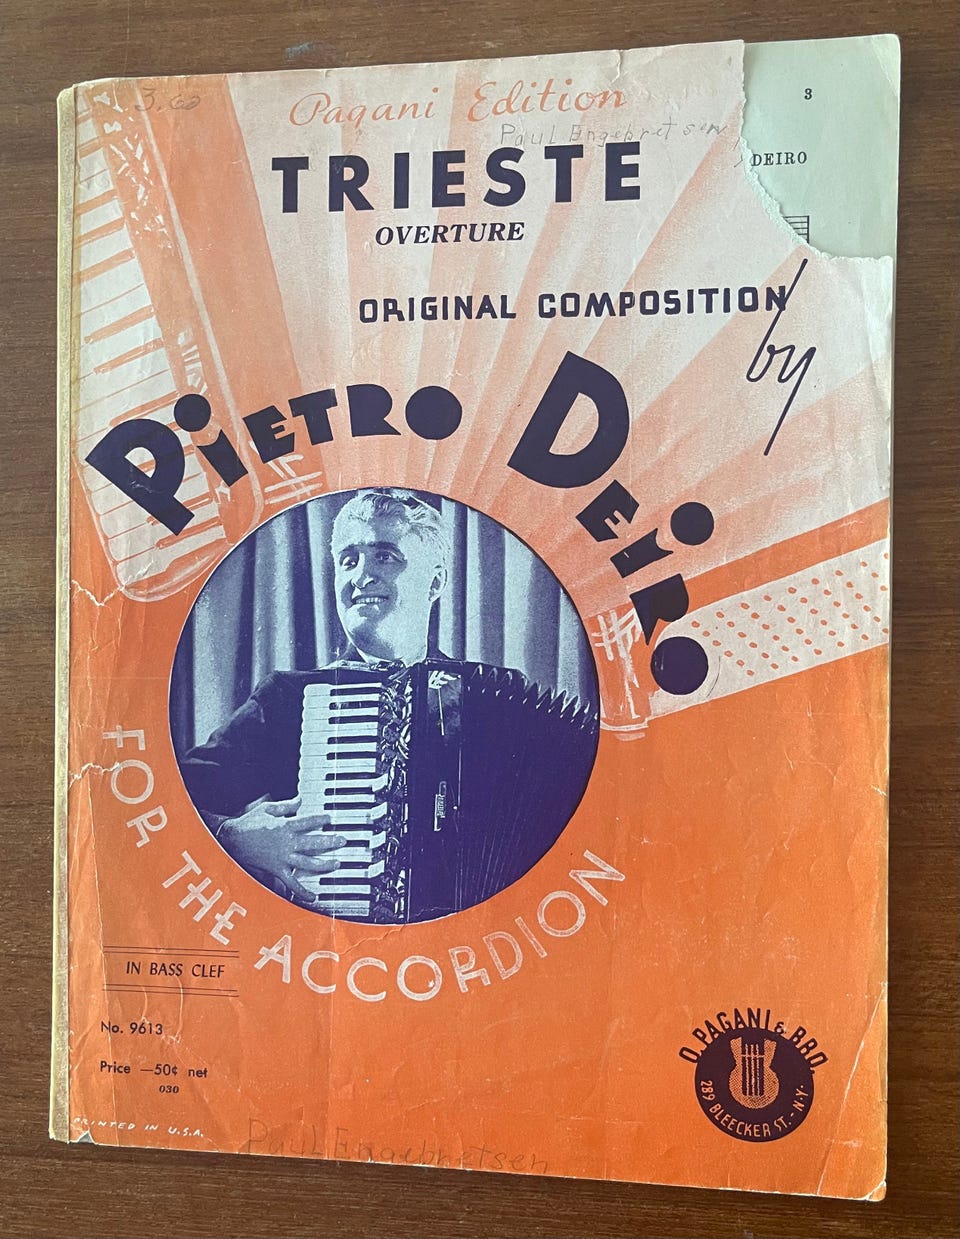 3.60
Pagani Edition
Paul Engebretsen
3
DEIRO
TRIESTE
OVERTURE
ORIGINAL COMPOSITION
by
PIETRO DEIRO
FOR THE ACCORDION
IN BASS CLEF
No. 9613
Price —50¢ net
030
PRINTED IN U.S.A.
O. PAGANI & BRO.
289 BLEECKER ST. - N.Y.
Paul Engebretsen